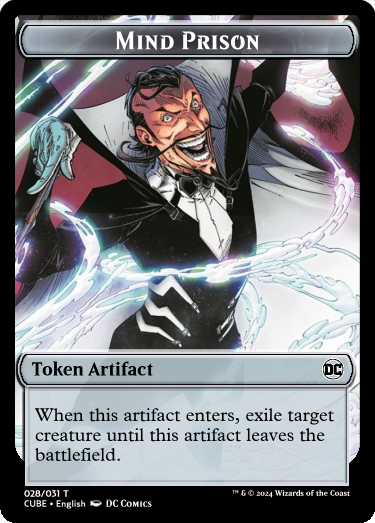 Mind Prison
Token Artifact
DC
When this artifact enters, exile target
creature until this artifact leaves the
battlefield.
028/031 T
™ & © 2024 Wizards of the Coast
CUBE • English DC Comics